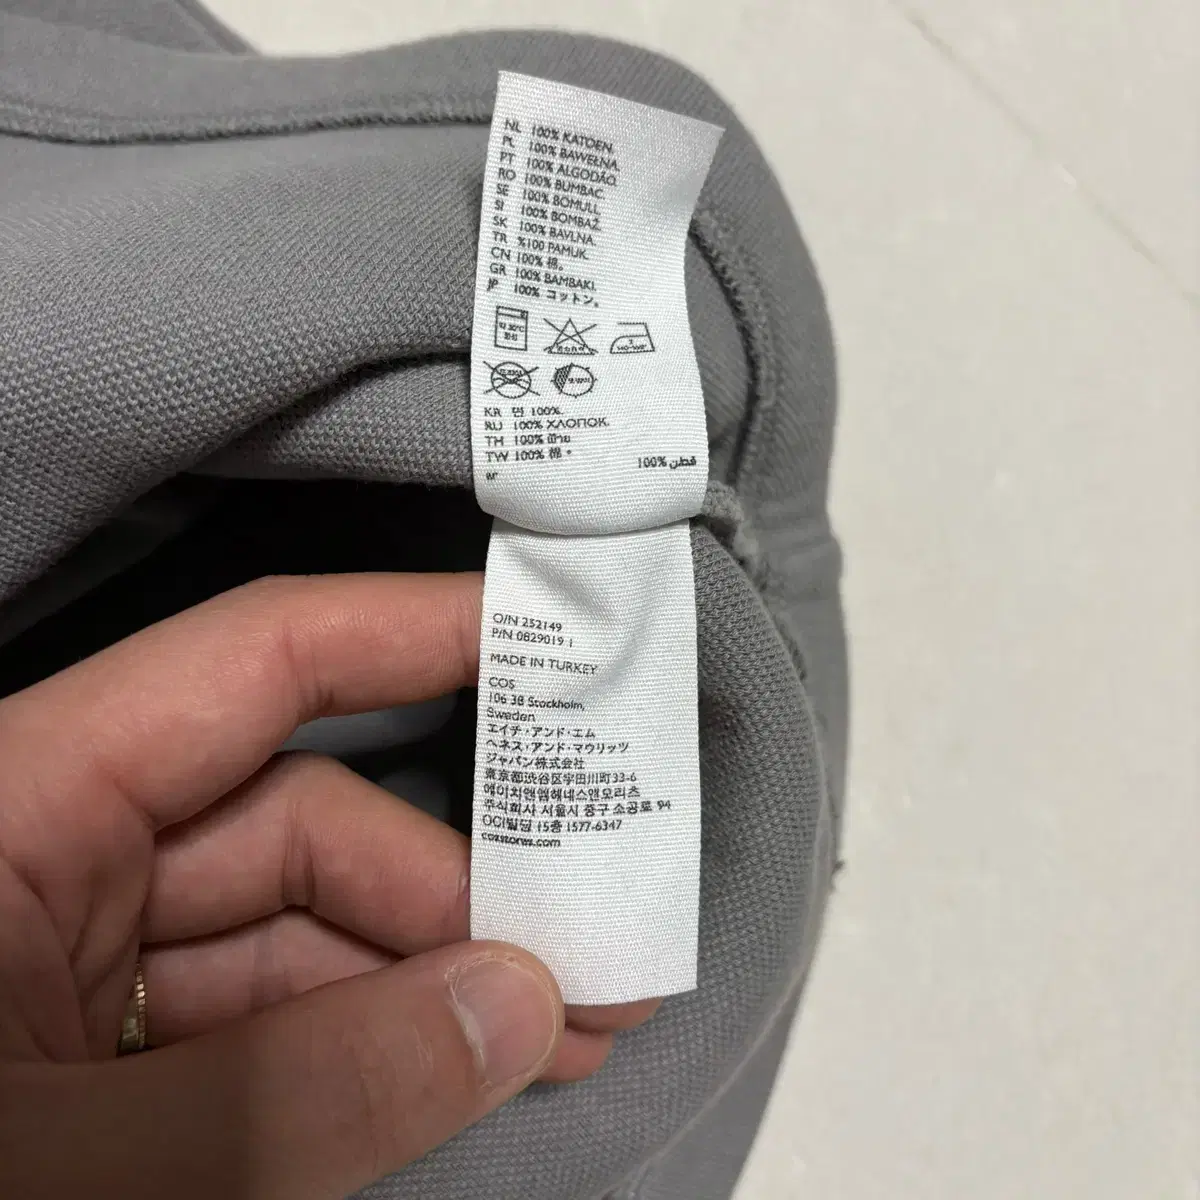 NL 100% KATOEN.
PL 100% BAWEŁNA.
PT 100% ALGODÃO.
RO 100% BUMBAC.
SE 100% BOMULL.
SI 100% BOMBAŽ.
SK 100% BAVLNA.
TR %100 PAMUK.
CN 100% 棉。
GR 100% BAMBAKI.
JP 100% コットン。
약 30°C
중성
KR 면 100%.
RU 100% ХЛОПОК.
TH 100% ฝ้าย
TW 100% 棉。
قطن 100%
ar
O/N 252149
P/N 0829019 1
MADE IN TURKEY
COS
106 38 Stockholm,
Sweden
エイチ・アンド・エム
ヘネス・アンド・マウリッツ
ジャパン株式会社
東京都渋谷区宇田川町33-6
에이치앤엠헤네스앤모리츠
주식회사 서울시 중구 소공로 94
OCI빌딩 15층 1577-6347
cosstores.com